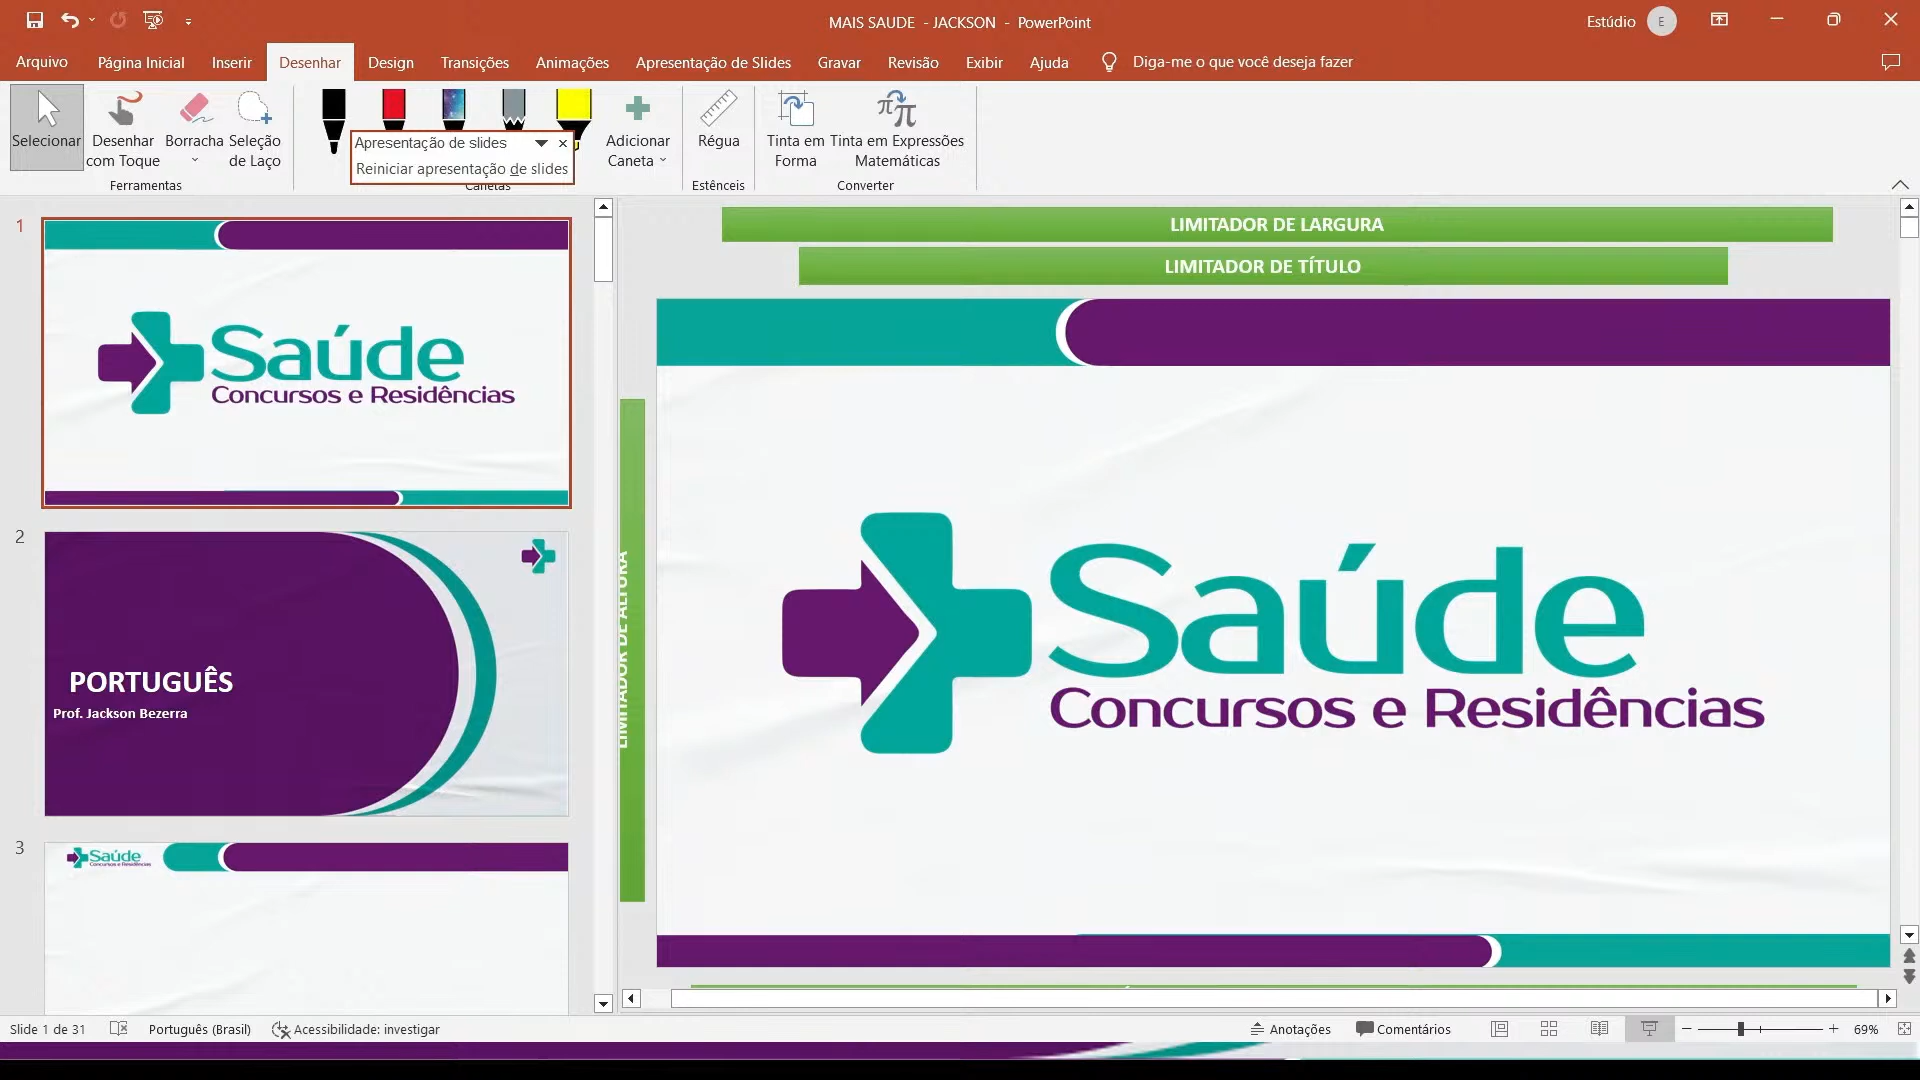 MAIS SAUDE - JACKSON - PowerPoint
Estúdio
E
Arquivo
Página Inicial
Inserir
Desenhar
Design
Transições
Animações
Apresentação de Slides
Gravar
Revisão
Exibir
Ajuda
Diga-me o que você deseja fazer
Selecionar
Desenhar
com Toque
Borracha
Seleção
de Laço
Ferramentas
Apresentação de slides
Reiniciar apresentação de slides
Canetas
Adicionar
Caneta
Régua
Estênceis
Tinta em
Forma
Tinta em Expressões
Matemáticas
Converter
1
Saúde
Concursos e Residências
2
PORTUGUÊS
Prof. Jackson Bezerra
3
Saúde
Concursos e Residências
LIMITADOR DE LARGURA
LIMITADOR DE TÍTULO
LIMITADOR DE ALTURA
Saúde
Concursos e Residências
Slide 1 de 31
Português (Brasil)
Acessibilidade: investigar
Anotações
Comentários
69%